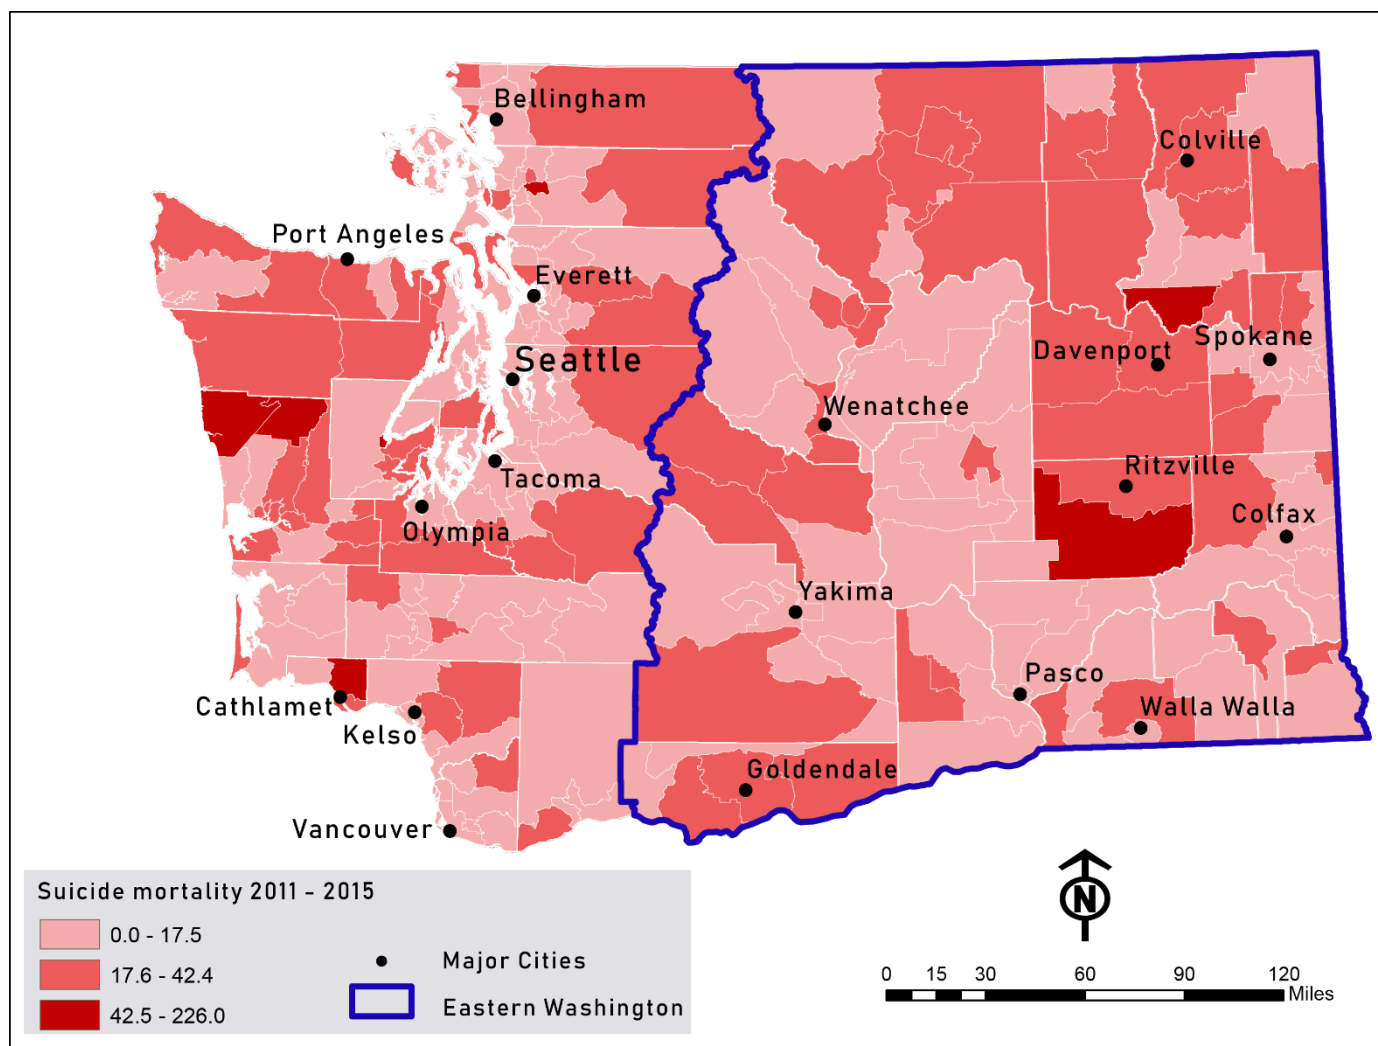 Bellingham
Colville
Port Angeles
Everett
Seattle
Davenport
Spokane
Wenatchee
Tacoma
Ritzville
Olympia
Colfax
Yakima
Pasco
Cathlamet
Walla Walla
Kelso
Goldendale
Vancouver
Suicide mortality 2011 - 2015
0.0 - 17.5
17.6 - 42.4
42.5 - 226.0
Major Cities
Eastern Washington
N
0 15 30 60 90 120
Miles